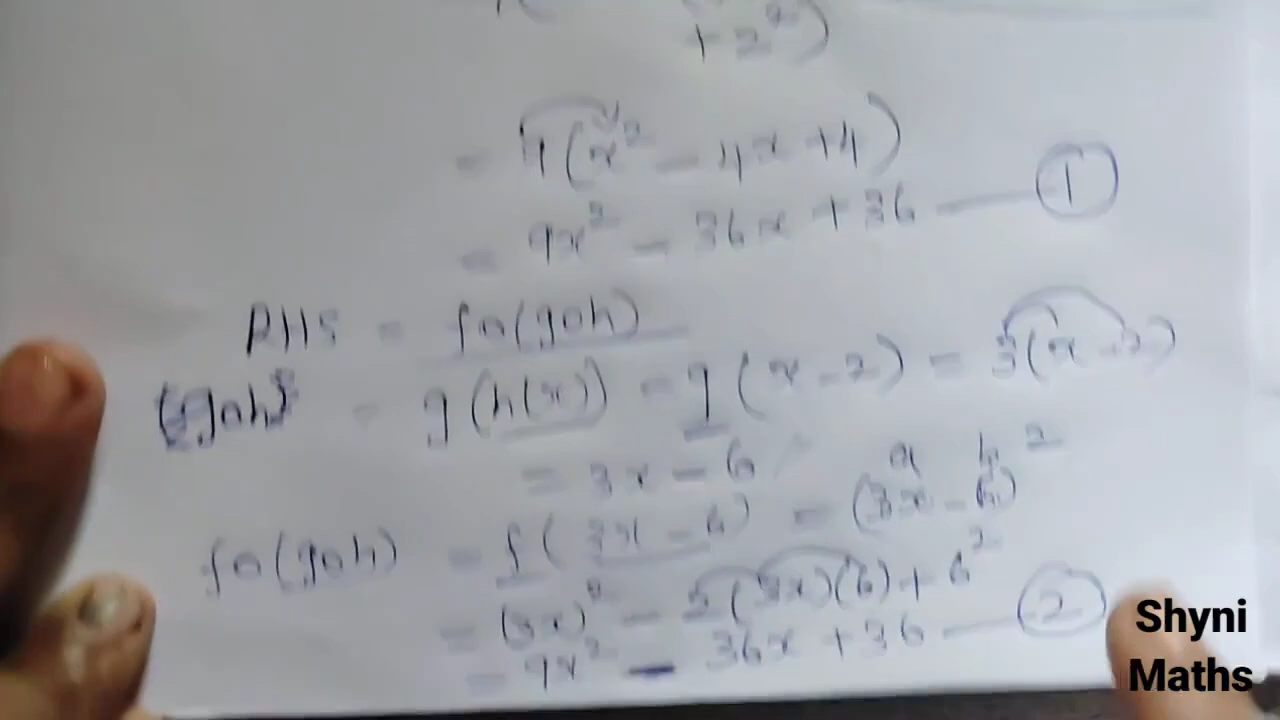 + 2²)
= 9(x² - 4x + 4)
= 9x² - 36x + 36 — 1
RHS = fo(goh)
(goh) = g(h(x)) = g(x - 2) = 3(x - 2)
= 3x - 6
a b 2
fo(goh) = f(3x - 6) = (3x - 6)
= (3x)² - 2(3x)(6) + 6²
= 9x² - 36x + 36 — 2
Shyni
Maths